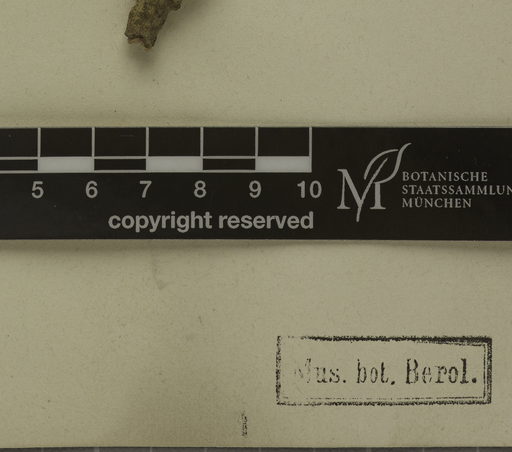 5 6 7 8 9 10
copyright reserved
M BOTANISCHE
STAATSSAMMLUN
MÜNCHEN
Mus. bot. Berol.